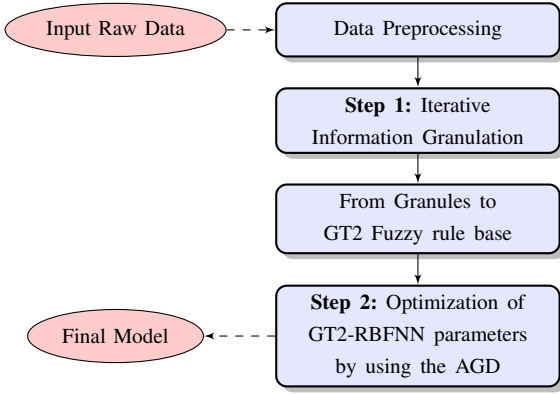 Input Raw Data
Data Preprocessing
Step 1: Iterative
Information Granulation
From Granules to
GT2 Fuzzy rule base
Step 2: Optimization of
GT2-RBFNN parameters
by using the AGD
Final Model